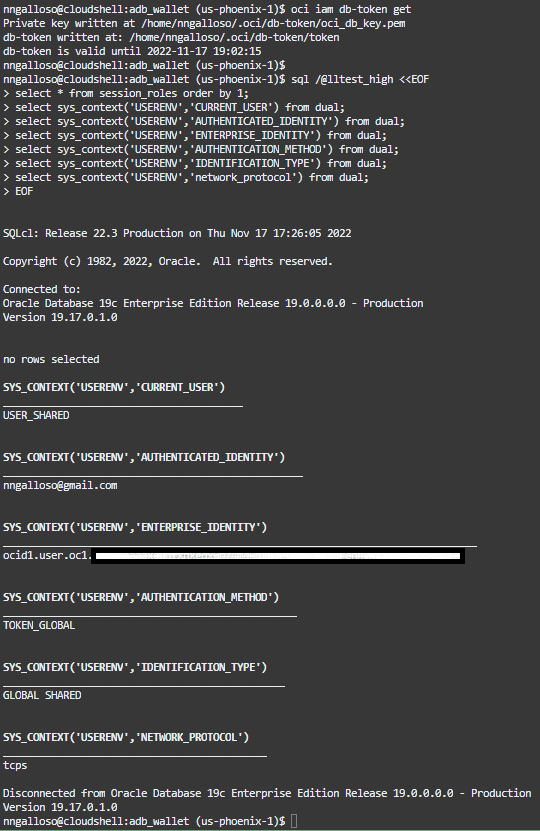 nngalloso@cloudshell:adb_wallet (us-phoenix-1)$ oci iam db-token get
Private key written at /home/nngalloso/.oci/db-token/oci_db_key.pem
db-token written at: /home/nngalloso/.oci/db-token/token
db-token is valid until 2022-11-17 19:02:15
nngalloso@cloudshell:adb_wallet (us-phoenix-1)$
nngalloso@cloudshell:adb_wallet (us-phoenix-1)$ sql /@lltest_high <<EOF
> select * from session_roles order by 1;
> select sys_context('USERENV','CURRENT_USER') from dual;
> select sys_context('USERENV','AUTHENTICATED_IDENTITY') from dual;
> select sys_context('USERENV','ENTERPRISE_IDENTITY') from dual;
> select sys_context('USERENV','AUTHENTICATION_METHOD') from dual;
> select sys_context('USERENV','IDENTIFICATION_TYPE') from dual;
> select sys_context('USERENV','network_protocol') from dual;
> EOF
SQLcl: Release 22.3 Production on Thu Nov 17 17:26:05 2022
Copyright (c) 1982, 2022, Oracle.  All rights reserved.
Connected to:
Oracle Database 19c Enterprise Edition Release 19.0.0.0.0 - Production
Version 19.17.0.1.0
no rows selected
SYS_CONTEXT('USERENV','CURRENT_USER')
USER_SHARED
SYS_CONTEXT('USERENV','AUTHENTICATED_IDENTITY')
nngalloso@gmail.com
SYS_CONTEXT('USERENV','ENTERPRISE_IDENTITY')
ocid1.user.oc1.
SYS_CONTEXT('USERENV','AUTHENTICATION_METHOD')
TOKEN_GLOBAL
SYS_CONTEXT('USERENV','IDENTIFICATION_TYPE')
GLOBAL SHARED
SYS_CONTEXT('USERENV','NETWORK_PROTOCOL')
tcps
Disconnected from Oracle Database 19c Enterprise Edition Release 19.0.0.0.0 - Production
Version 19.17.0.1.0
nngalloso@cloudshell:adb_wallet (us-phoenix-1)$